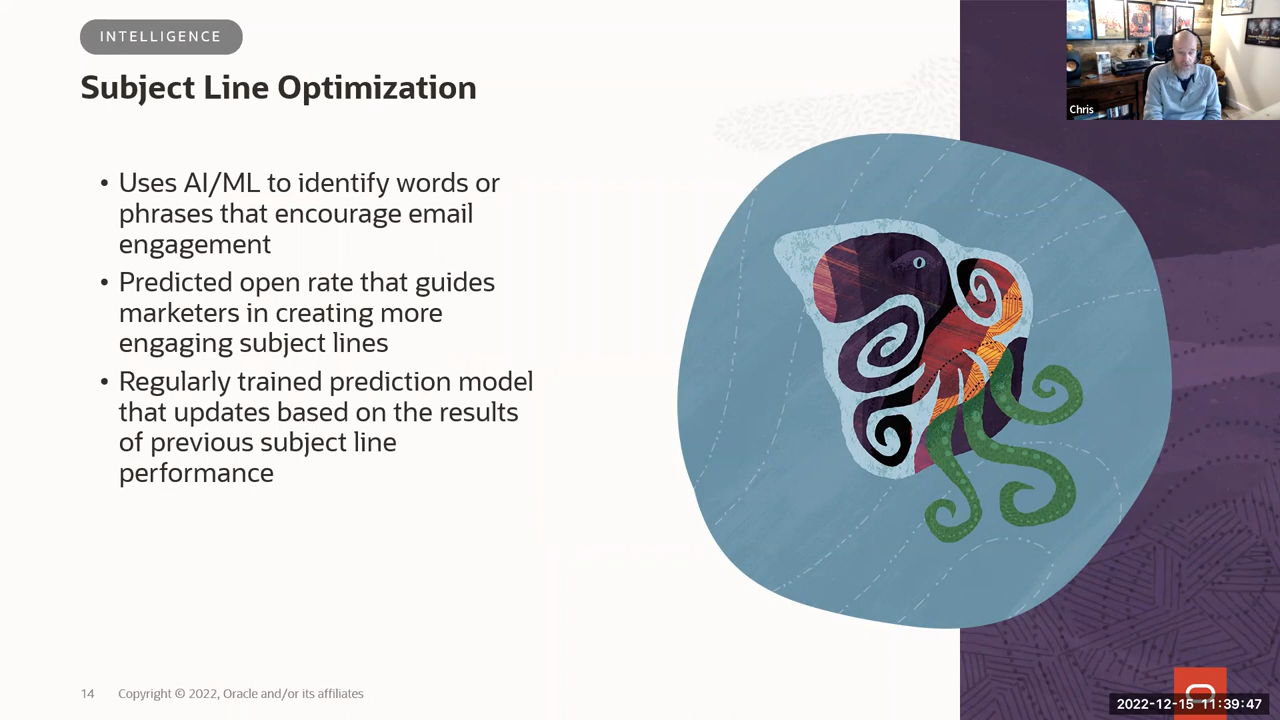 INTELLIGENCE
Subject Line Optimization
• Uses AI/ML to identify words or
phrases that encourage email
engagement
• Predicted open rate that guides
marketers in creating more
engaging subject lines
• Regularly trained prediction model
that updates based on the results
of previous subject line
performance
Chris
14 Copyright © 2022, Oracle and/or its affiliates
2022-12-15 11:39:47